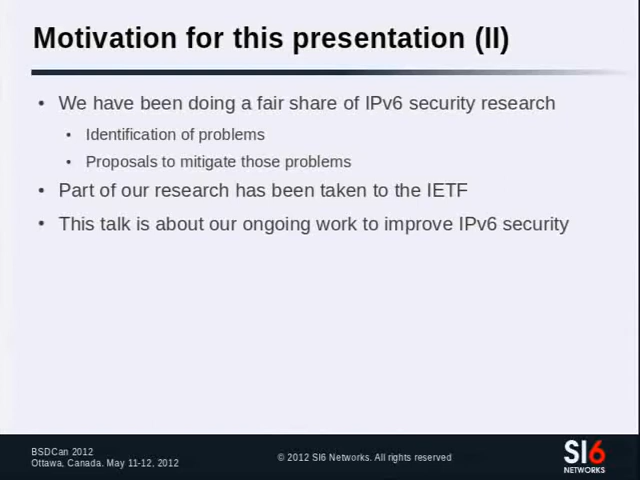 Motivation for this presentation (II)
• We have been doing a fair share of IPv6 security research
• Identification of problems
• Proposals to mitigate those problems
• Part of our research has been taken to the IETF
• This talk is about our ongoing work to improve IPv6 security
BSDCan 2012
Ottawa, Canada. May 11-12, 2012
© 2012 SI6 Networks. All rights reserved
SI6
NETWORKS